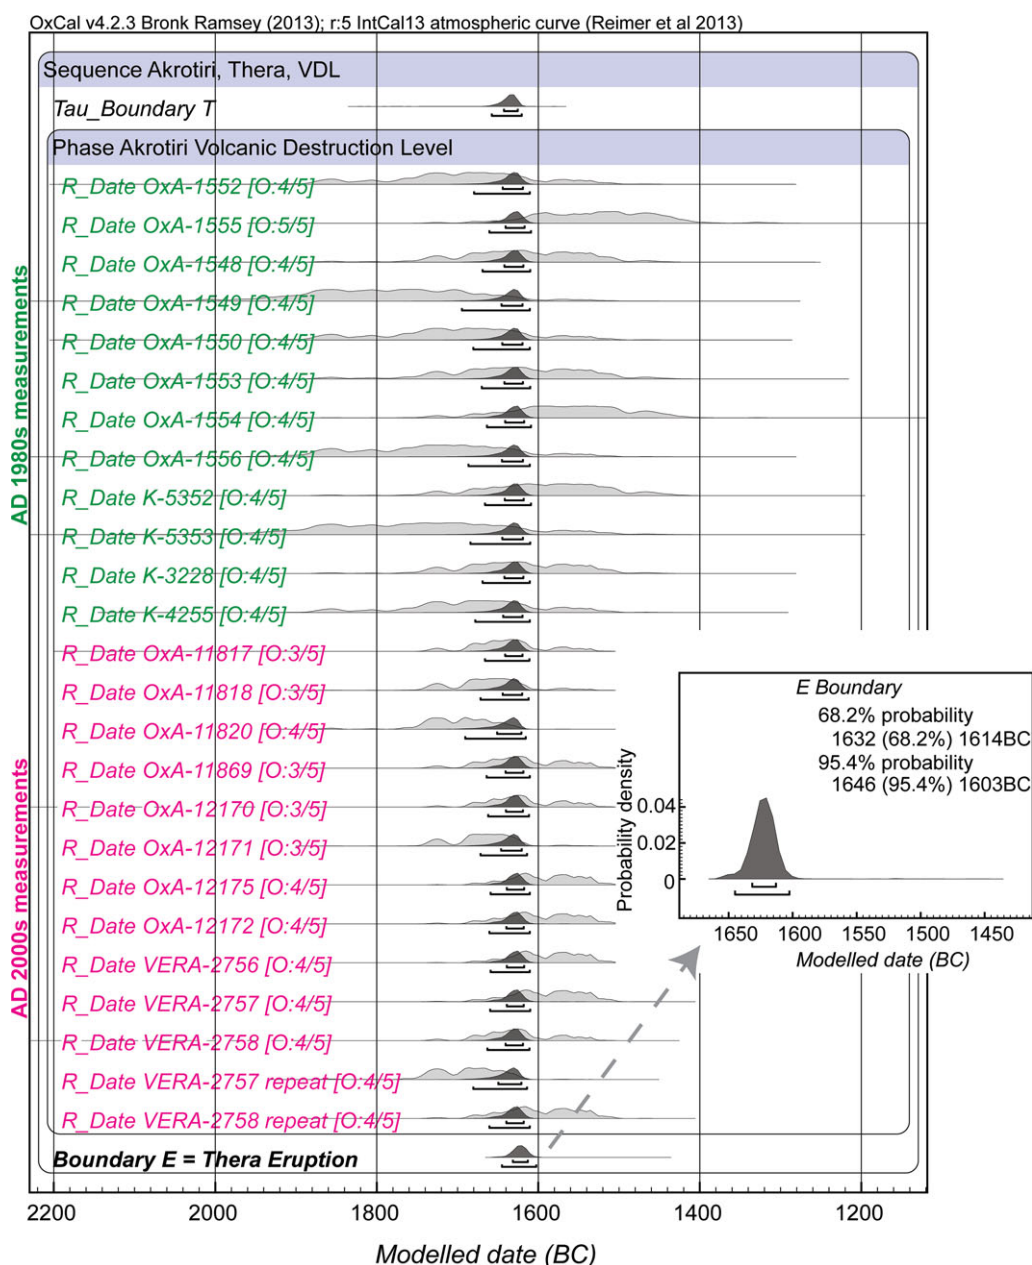 OxCal v4.2.3 Bronk Ramsey (2013); r:5 IntCal13 atmospheric curve (Reimer et al 2013)
Sequence Akrotiri, Thera, VDL
Tau_Boundary T
Phase Akrotiri Volcanic Destruction Level
AD 1980s measurements
R_Date OxA-1552 [O:4/5]
R_Date OxA-1555 [O:5/5]
R_Date OxA-1548 [O:4/5]
R_Date OxA-1549 [O:4/5]
R_Date OxA-1550 [O:4/5]
R_Date OxA-1553 [O:4/5]
R_Date OxA-1554 [O:4/5]
R_Date OxA-1556 [O:4/5]
R_Date K-5352 [O:4/5]
R_Date K-5353 [O:4/5]
R_Date K-3228 [O:4/5]
R_Date K-4255 [O:4/5]
AD 2000s measurements
R_Date OxA-11817 [O:3/5]
R_Date OxA-11818 [O:3/5]
R_Date OxA-11820 [O:4/5]
R_Date OxA-11869 [O:3/5]
R_Date OxA-12170 [O:3/5]
R_Date OxA-12171 [O:3/5]
R_Date OxA-12175 [O:4/5]
R_Date OxA-12172 [O:4/5]
R_Date VERA-2756 [O:4/5]
R_Date VERA-2757 [O:4/5]
R_Date VERA-2758 [O:4/5]
R_Date VERA-2757 repeat [O:4/5]
R_Date VERA-2758 repeat [O:4/5]
Boundary E = Thera Eruption
2200 2000 1800 1600 1400 1200
Modelled date (BC)
E Boundary
68.2% probability
1632 (68.2%) 1614BC
95.4% probability
1646 (95.4%) 1603BC
Probability density
0.04
0.02
0
1650 1600 1550 1500 1450
Modelled date (BC)